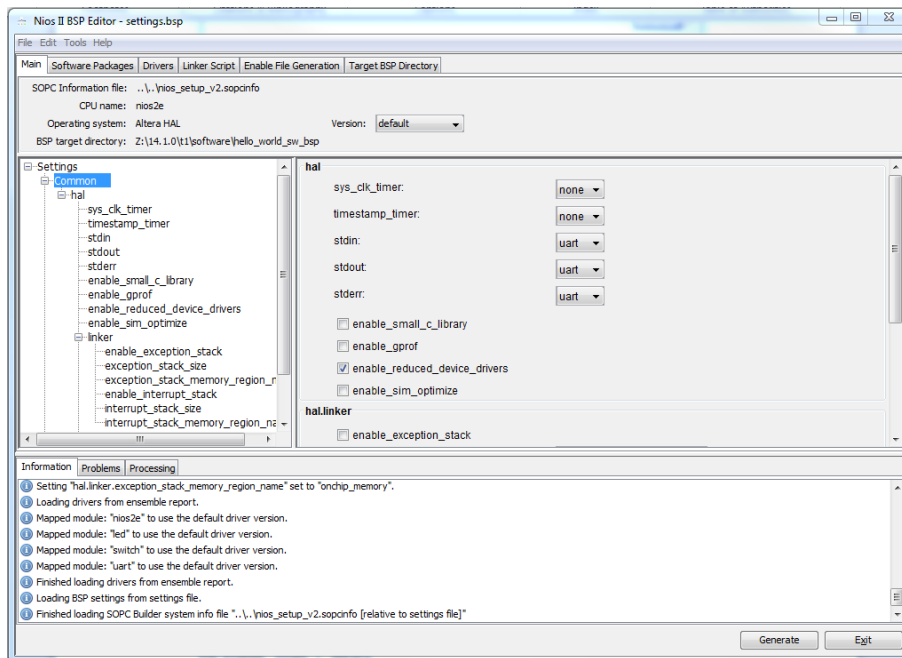 Nios II BSP Editor - settings.bsp
File Edit Tools Help
Main Software Packages Drivers Linker Script Enable File Generation Target BSP Directory
SOPC Information file: ..\..\nios_setup_v2.sopcinfo
CPU name: nios2e
Operating system: Altera HAL Version: default
BSP target directory: Z:\14.1.0\t1\software\hello_world_sw_bsp
Settings
Common
hal
sys_clk_timer
timestamp_timer
stdin
stdout
stderr
enable_small_c_library
enable_gprof
enable_reduced_device_drivers
enable_sim_optimize
linker
enable_exception_stack
exception_stack_size
exception_stack_memory_region_n
enable_interrupt_stack
interrupt_stack_size
interrupt_stack_memory_region_na
hal
sys_clk_timer: none
timestamp_timer: none
stdin: uart
stdout: uart
stderr: uart
enable_small_c_library
enable_gprof
enable_reduced_device_drivers
enable_sim_optimize
hal.linker
enable_exception_stack
Information Problems Processing
Setting "hal.linker.exception_stack_memory_region_name" set to "onchip_memory".
Loading drivers from ensemble report.
Mapped module: "nios2e" to use the default driver version.
Mapped module: "led" to use the default driver version.
Mapped module: "switch" to use the default driver version.
Mapped module: "uart" to use the default driver version.
Finished loading drivers from ensemble report.
Loading BSP settings from settings file.
Finished loading SOPC Builder system info file "..\..\nios_setup_v2.sopcinfo [relative to settings file]"
Generate Exit